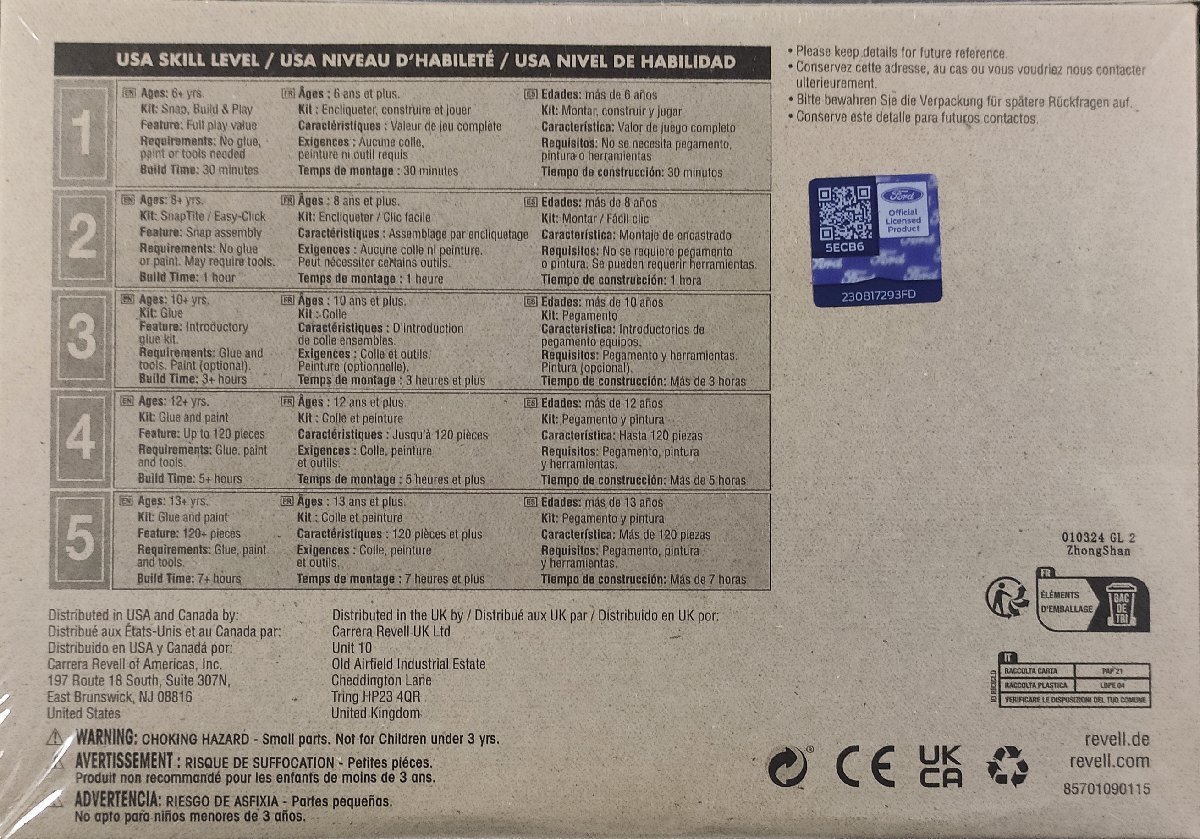 USA SKILL LEVEL / USA NIVEAU D'HABILETÉ / USA NIVEL DE HABILIDAD
1
EN Ages: 6+ yrs.
Kit: Snap, Build & Play
Feature: Full play value
Requirements: No glue,
paint or tools needed
Build Time: 30 minutes
FR Âges : 6 ans et plus.
Kit : Encliqueter, construire et jouer
Caractéristiques : Valeur de jeu complète
Exigences : Aucune colle,
peinture ni outil requis
Temps de montage : 30 minutes
ES Edades: más de 6 años
Kit: Montar, construir y jugar
Característica: Valor de juego completo
Requisitos: No se necesita pegamento,
pintura o herramientas
Tiempo de construcción: 30 minutos
2
EN Ages: 8+ yrs.
Kit: SnapTite / Easy-Click
Feature: Snap assembly
Requirements: No glue
or paint. May require tools.
Build Time: 1 hour
FR Âges : 8 ans et plus.
Kit : Encliqueter / Clic facile
Caractéristiques : Assemblage par encliquetage
Exigences : Aucune colle ni peinture.
Peut nécessiter certains outils.
Temps de montage : 1 heure
ES Edades: más de 8 años
Kit: Montar / Fácil clic
Característica: Montaje de encastrado
Requisitos: No se requiere pegamento
o pintura. Se pueden requerir herramientas.
Tiempo de construcción: 1 hora
3
EN Ages: 10+ yrs.
Kit: Glue
Feature: Introductory
glue kit.
Requirements: Glue and
tools. Paint (optional).
Build Time: 3+ hours
FR Âges : 10 ans et plus.
Kit : Colle
Caractéristiques : D'introduction
de colle ensembles.
Exigences : Colle et outils.
Peinture (optionnelle).
Temps de montage : 3 heures et plus
ES Edades: más de 10 años
Kit: Pegamento
Característica: Introductorios de
pegamento equipos.
Requisitos: Pegamento y herramientas.
Pintura (opcional).
Tiempo de construcción: Más de 3 horas
4
EN Ages: 12+ yrs.
Kit: Glue and paint
Feature: Up to 120 pieces
Requirements: Glue, paint
and tools.
Build Time: 5+ hours
FR Âges : 12 ans et plus.
Kit : Colle et peinture
Caractéristiques : Jusqu'à 120 pièces
Exigences : Colle, peinture
et outils.
Temps de montage : 5 heures et plus
ES Edades: más de 12 años
Kit: Pegamento y pintura
Característica: Hasta 120 piezas
Requisitos: Pegamento, pintura
y herramientas.
Tiempo de construcción: Más de 5 horas
5
EN Ages: 13+ yrs.
Kit: Glue and paint
Feature: 120+ pieces
Requirements: Glue, paint
and tools.
Build Time: 7+ hours
FR Âges : 13 ans et plus.
Kit : Colle et peinture
Caractéristiques : 120 pièces et plus
Exigences : Colle, peinture
et outils.
Temps de montage : 7 heures et plus
ES Edades: más de 13 años
Kit: Pegamento y pintura
Característica: Más de 120 piezas
Requisitos: Pegamento, pintura
y herramientas.
Tiempo de construcción: Más de 7 horas
• Please keep details for future reference.
• Conservez cette adresse, au cas ou vous voudriez nous contacter
ulterieurement.
• Bitte bewahren Sie die Verpackung für spätere Rückfragen auf.
• Conserve este detalle para futuros contactos.
Ford
Official
Licensed
Product
5ECB6
Ford
Ford
Ford
230B17293FD
010324 GL 2
ZhongShan
FR
ÉLÉMENTS
D'EMBALLAGE
BAC
DE
TRI
IT
RACCOLTA CARTA PAP 21
RACCOLTA PLASTICA LDPE 04
VERIFICARE LE DISPOSIZIONI DEL TUO COMUNE
Distributed in USA and Canada by:
Distribué aux États-Unis et au Canada par:
Distribuido en USA y Canadá por:
Carrera Revell of Americas, Inc.
197 Route 18 South, Suite 307N,
East Brunswick, NJ 08816
United States
Distributed in the UK by / Distribué aux UK par / Distribuido en UK por:
Carrera Revell UK Ltd
Unit 10
Old Airfield Industrial Estate
Cheddington Lane
Tring HP23 4QR
United Kingdom
WARNING: CHOKING HAZARD - Small parts. Not for Children under 3 yrs.
AVERTISSEMENT : RISQUE DE SUFFOCATION - Petites piéces.
Produit non recommandé pour les enfants de moins de 3 ans.
ADVERTENCIA: RIESGO DE ASFIXIA - Partes pequeñas.
No apto para niños menores de 3 años.
CE
UK
CA
revell.de
revell.com
85701090115